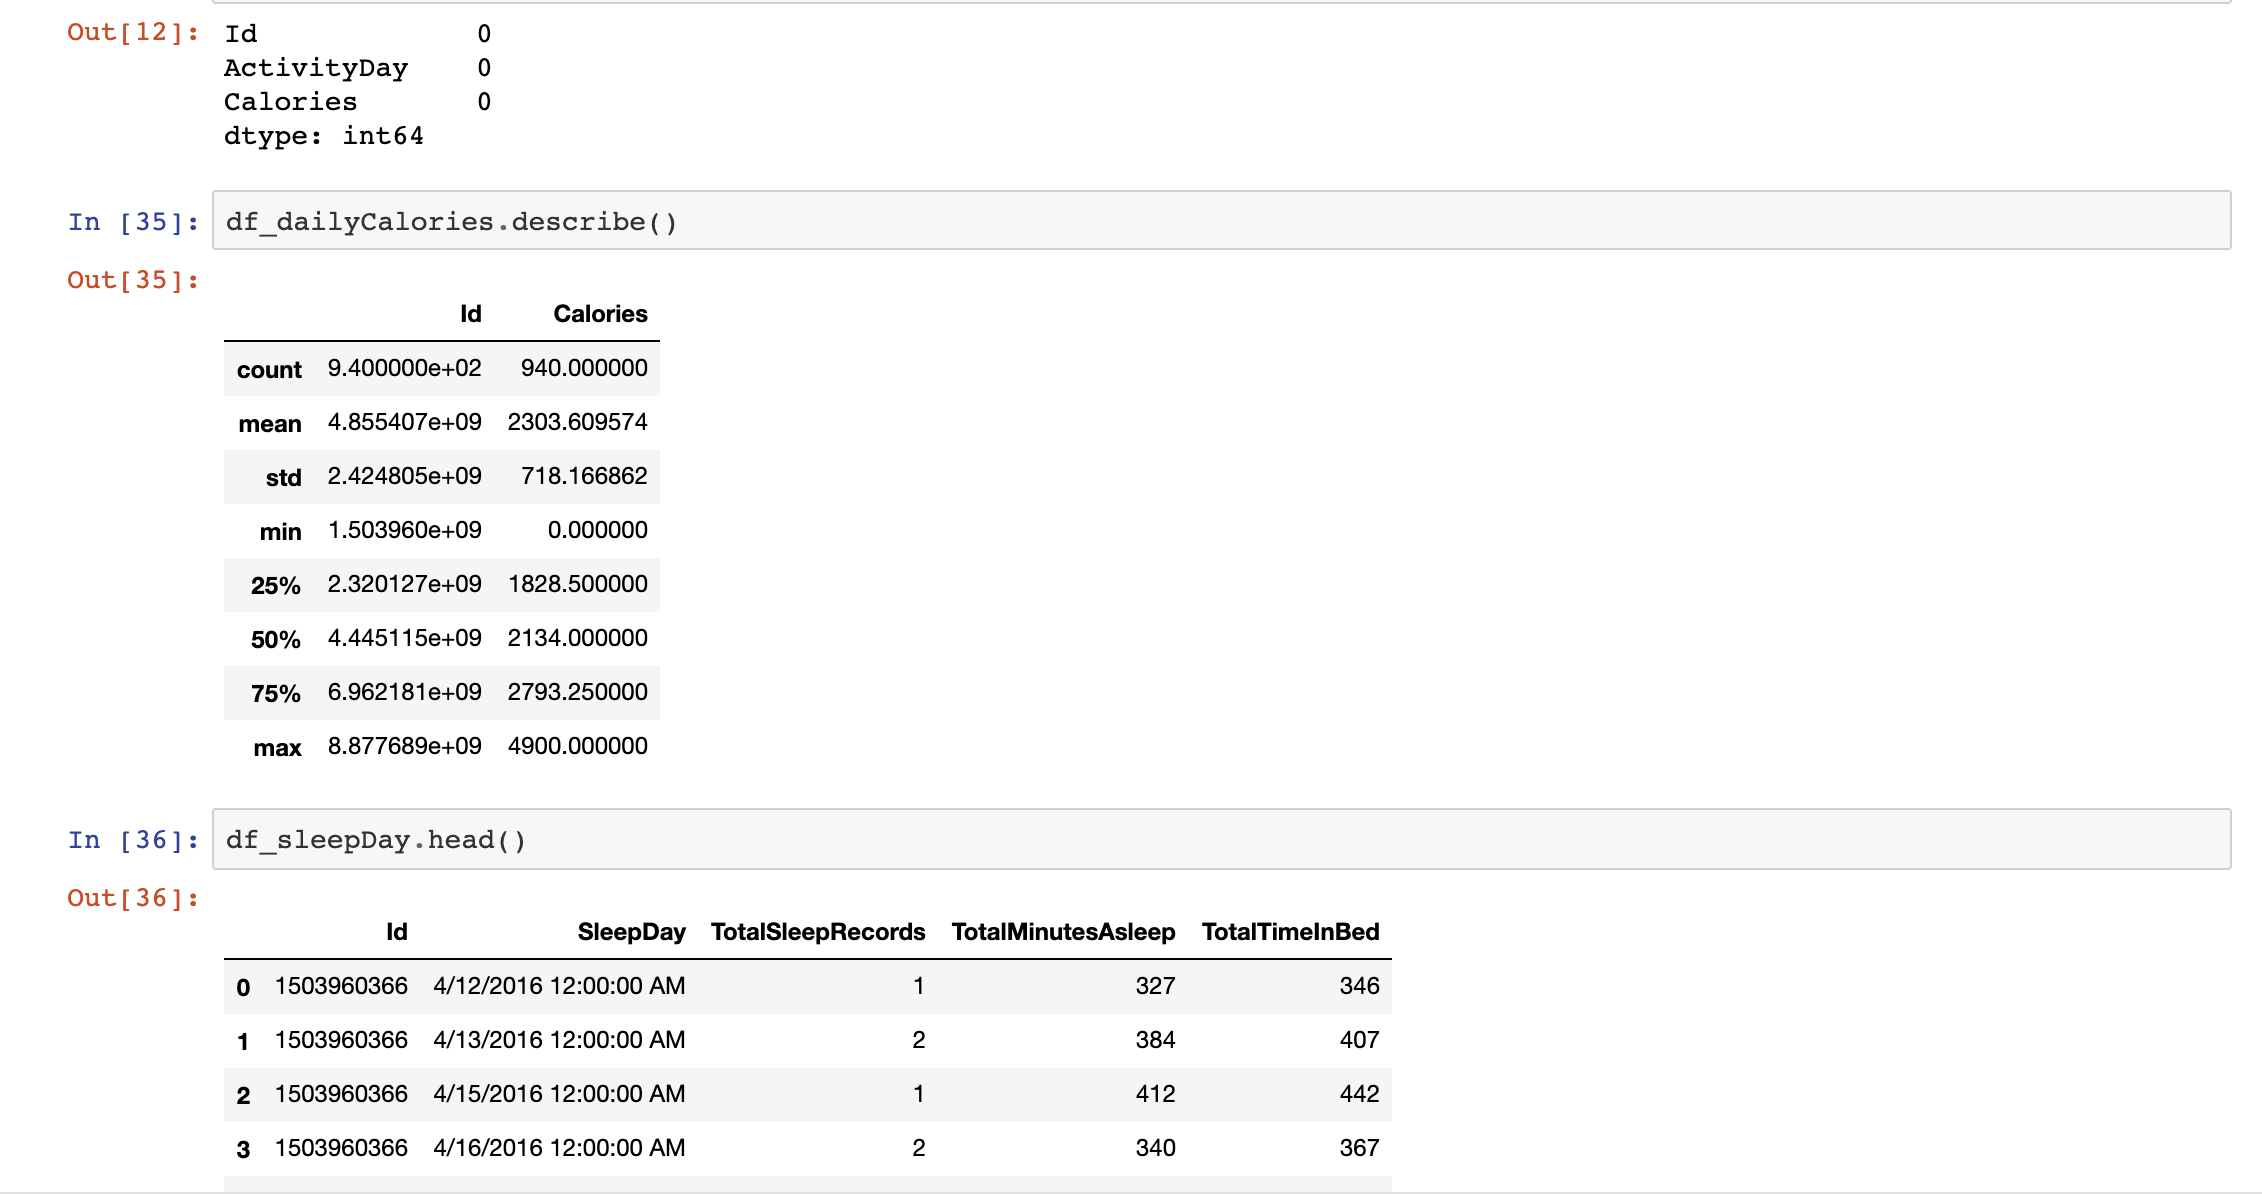 Out[12]: Id 0
ActivityDay 0
Calories 0
dtype: int64
In [35]: df_dailyCalories.describe()
Out[35]:
Id Calories
count 9.400000e+02 940.000000
mean 4.855407e+09 2303.609574
std 2.424805e+09 718.166862
min 1.503960e+09 0.000000
25% 2.320127e+09 1828.500000
50% 4.445115e+09 2134.000000
75% 6.962181e+09 2793.250000
max 8.877689e+09 4900.000000
In [36]: df_sleepDay.head()
Out[36]:
Id SleepDay TotalSleepRecords TotalMinutesAsleep TotalTimeInBed
0 1503960366 4/12/2016 12:00:00 AM 1 327 346
1 1503960366 4/13/2016 12:00:00 AM 2 384 407
2 1503960366 4/15/2016 12:00:00 AM 1 412 442
3 1503960366 4/16/2016 12:00:00 AM 2 340 367